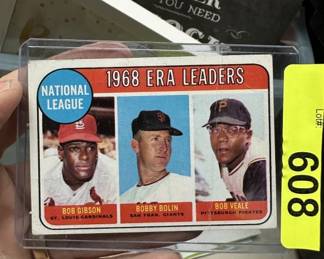 YOU NEED
1968 ERA LEADERS
NATIONAL
LEAGUE
BOB GIBSON
ST. LOUIS-CARDINALS
BOBBY BOLIN
SAN FRAN. GIANTS
BOB VEALE
PITTSBURGH PIRATES
Lot#
608